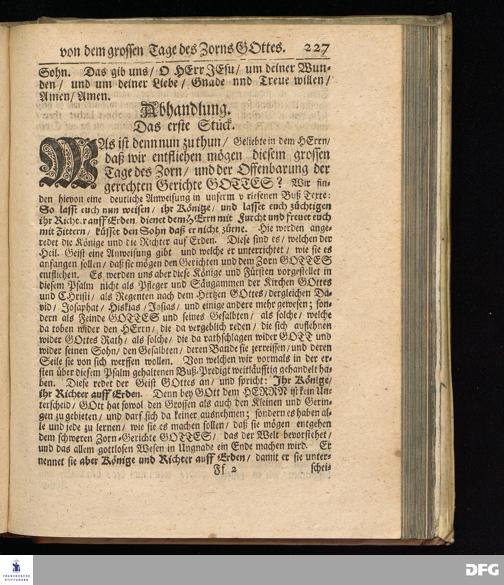 von dem grossen Tage des Zorns GOttes. 227
Sohn. Das gib uns/ O HErr JEsu/ um deiner Wun-
den/ und um deiner Liebe/ Gnade nnd Treue willen/
Amen/ Amen.
Abhandlung.
Das erste Stück.
WAs ist denn nun zu thun/ Geliebte in dem HErrn/
daß wir entfliehen mögen diesem grossen
Tage des Zorn/ und der Offenbarung der
gerechten Gerichte GOTTES? Wir fin-
den hievon eine deutliche Anweisung in unserm v riesenen Buß Texte:
So lasst euch nun weisen/ ihr Könige/ und lasset euch züchtigen
ihr Richter auff Erden. dienet dem HErrn mit Furcht und freuet euch
mit Zittern/ küsset den Sohn daß er nicht zürne. Hie werden ange-
redet die Könige und die Richter auf Erden. Diese sind es/ welchen der
Heil. Geist eine Anweisung gibt und welche er unterrichtet/ wie sie es
anfangen sollen/ daß sie mögen den Gerichten und dem Zorn GOTTES
entfliehen. Es werden uns aber diese Könige und Fürsten vorgestellet in
diesem Psalm nicht als Pfleger und Säugammen der Kirchen GOttes
und Christi/ als Regenten nach dem Hertzen GOttes/ dergleichen Da-
vid/ Josaphat/ Hiskias/ Josias/ und einige andere mehr gewesen; son-
dern als Feinde GOTTES und seines Gesalbten/ als solche/ welche
da toben wider den HErrn/ die da vergeblich reden/ die sich auflehnen
wider GOttes Rath/ als solche/ die da rathschlagen wider GOTT und
wider seinen Sohn/ den Gesalbten/ deren Bande sie zerreissen/ und deren
Seile sie von sich werffen wollen. Von welchen wir vormals in der er-
sten über diesem Psalm gehaltenen Buß-Predigt weitläufftig gehandelt ha-
ben. Diese redet der Geist GOttes an/ und spricht: Ihr Könige/
ihr Richter auff Erden. Denn bey GOtt dem HERRN ist kein Un-
terscheid/ GOtt hat sowol den Grossen als auch den Kleinen und Gerin-
gen zu gebieten/ und darf sich da keiner ausnehmen; sondern es haben al-
le und jede zu lernen/ wie sie es machen sollen/ daß sie mögen entgehen
dem schweren Zorn-Gerichte GOTTES/ das der Welt bevorstehet/
und das allem gottlosen Wesen in Ungnade ein Ende machen wird. Er
nennet sie aber Könige und Richter auff Erden/ damit er sie unter-
Ff 2 schei-
FRANCKESCHE
STIFTUNGEN
DFG